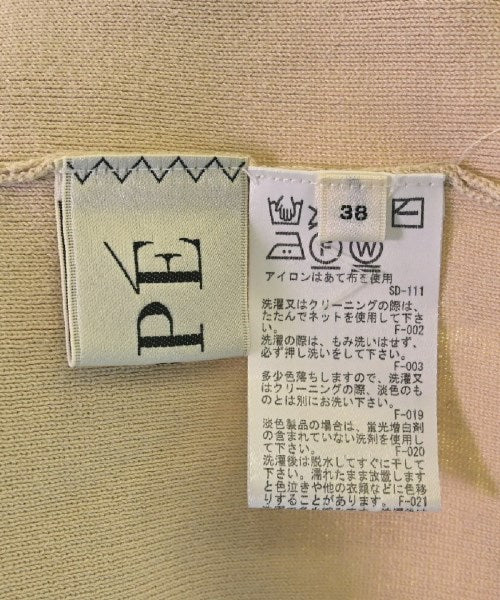 PÉ
38
F
W
アイロンはあて布を使用
SD-111
洗濯又はクリーニングの際は、
たたんでネットを使用して下さ
い。 F-002
洗濯の際は、もみ洗いはせず、
必ず押し洗いをして下さい。
F-003
多少色落ちしますので、洗濯又
はクリーニングの際、淡色のも
のとは別にお洗い下さい。
F-019
淡色製品の場合は、蛍光増白剤
の含まれていない洗剤を使用し
て下さい。 F-020
洗濯後は脱水してすぐに干して
下さい。濡れたまま放置します
と色泣きや他の衣類などに色移
りすることがあります。 F-021